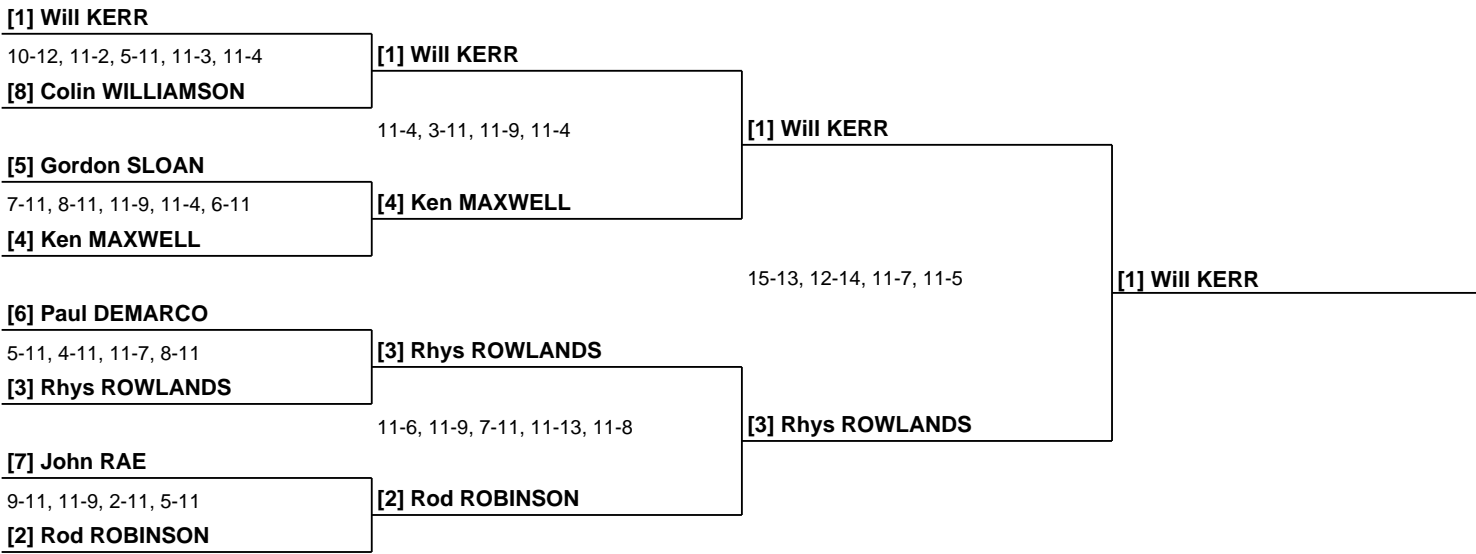 [1] Will KERR
10-12, 11-2, 5-11, 11-3, 11-4
[1] Will KERR
[8] Colin WILLIAMSON
11-4, 3-11, 11-9, 11-4
[1] Will KERR
[5] Gordon SLOAN
7-11, 8-11, 11-9, 11-4, 6-11
[4] Ken MAXWELL
[4] Ken MAXWELL
15-13, 12-14, 11-7, 11-5
[1] Will KERR
[6] Paul DEMARCO
5-11, 4-11, 11-7, 8-11
[3] Rhys ROWLANDS
[3] Rhys ROWLANDS
11-6, 11-9, 7-11, 11-13, 11-8
[3] Rhys ROWLANDS
[7] John RAE
9-11, 11-9, 2-11, 5-11
[2] Rod ROBINSON
[2] Rod ROBINSON